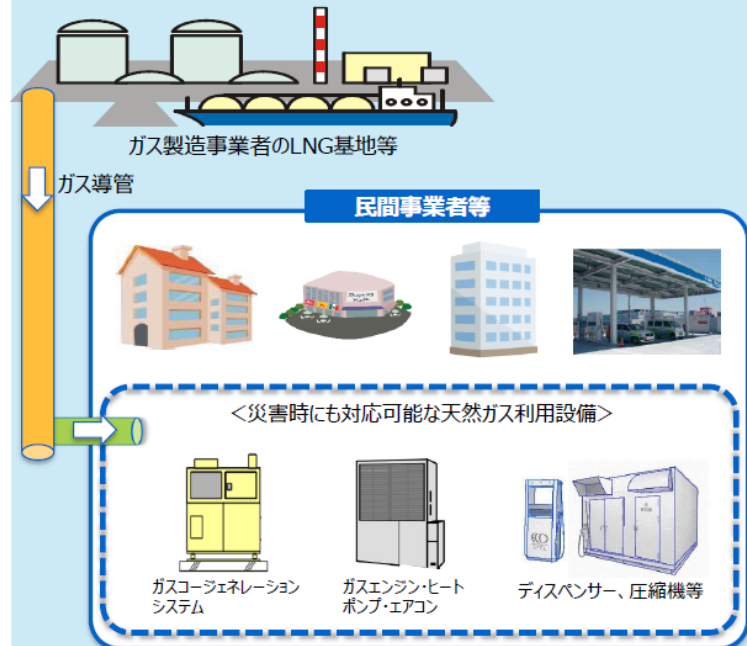 ガス製造事業者のLNG基地等
ガス導管
民間事業者等
＜災害時にも対応可能な天然ガス利用設備＞
ガスコージェネレーション
システム
ガスエンジン・ヒート
ポンプ・エアコン
ディスペンサー、圧縮機等